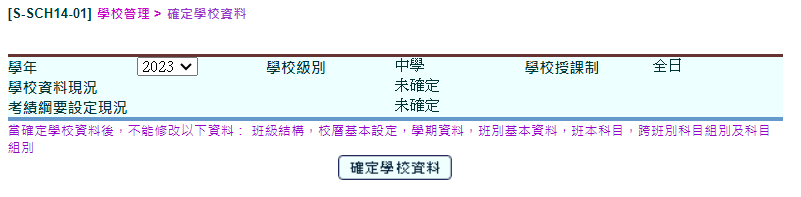 [S-SCH14-01] 學校管理 > 確定學校資料
學年 2023 學校級別 中學 學校授課制 全日
學校資料現況 未確定
考績綱要設定現況 未確定
當確定學校資料後，不能修改以下資料： 班級結構，校曆基本設定，學期資料，班別基本資料，班本科目，跨班別科目組別及科目
組別
確定學校資料